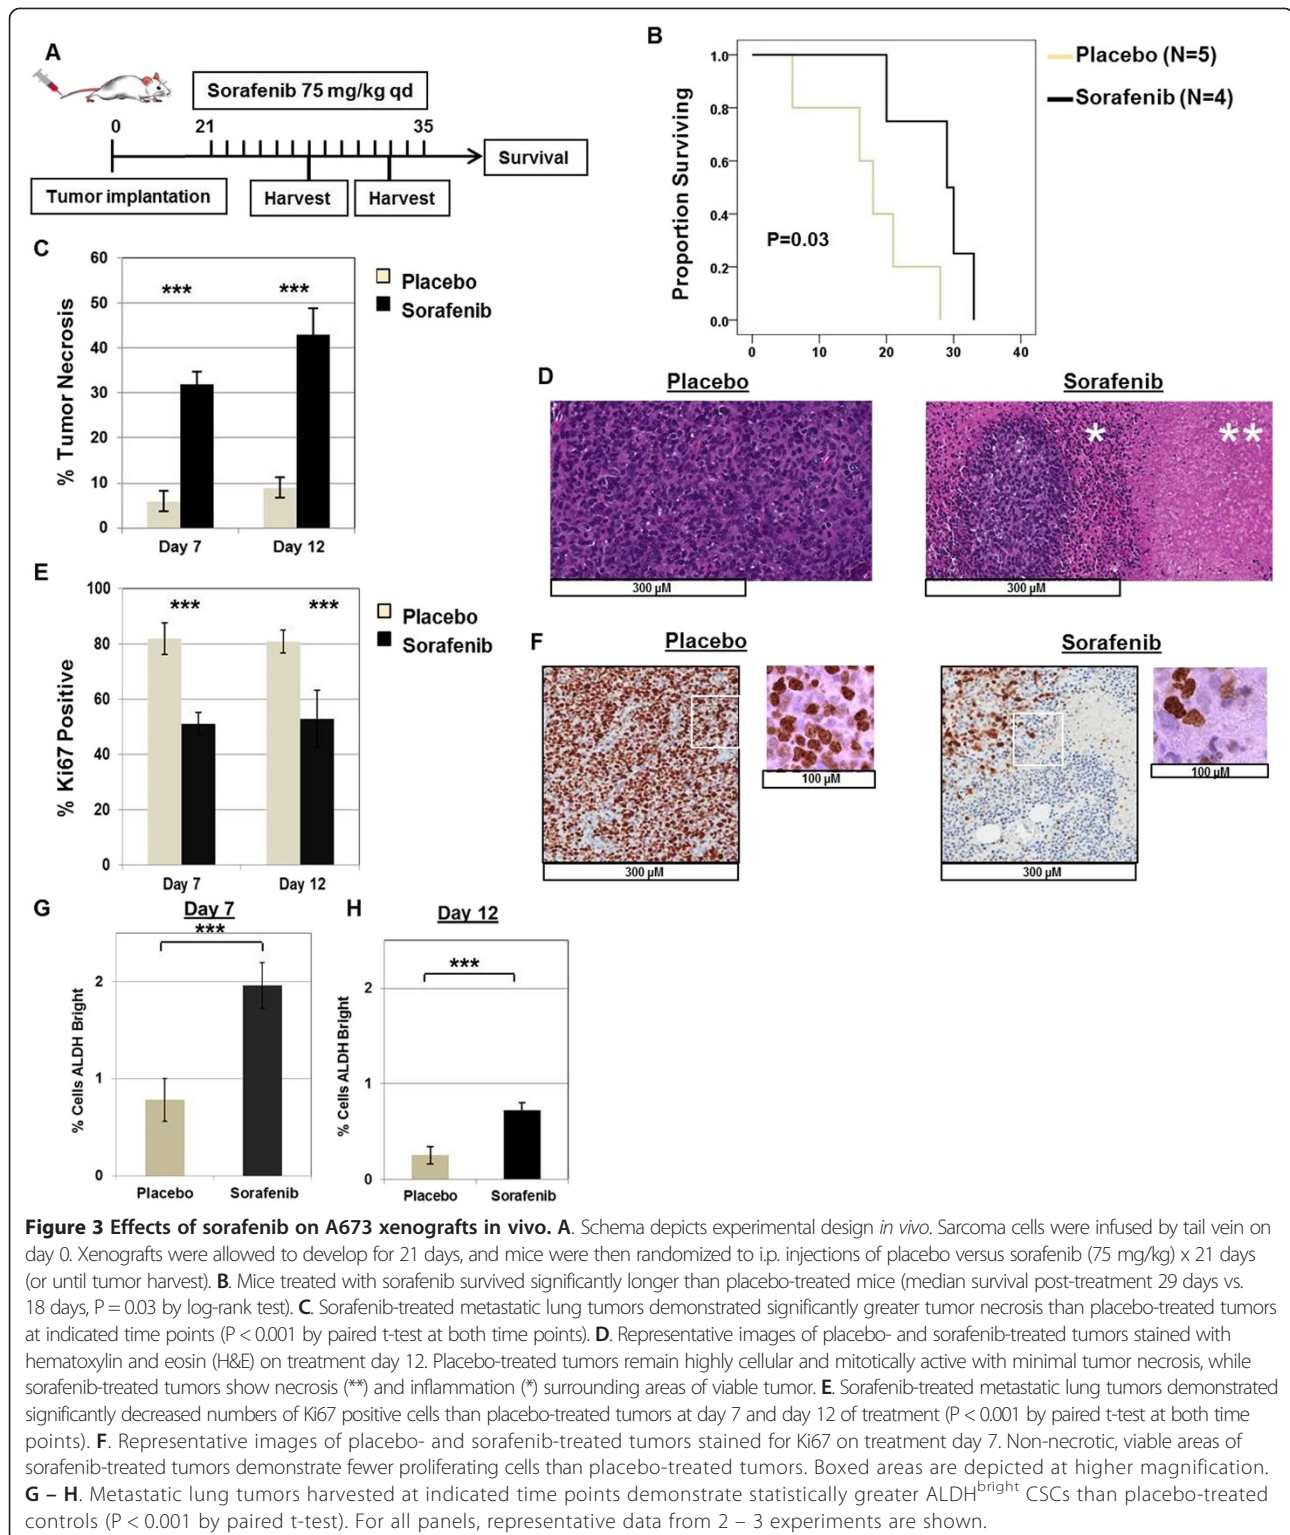 A
Sorafenib 75 mg/kg qd
0
21
35
Survival
Tumor implantation
Harvest
Harvest
B
1.0
0.8
0.6
0.4
0.2
0.0
Proportion Surviving
P=0.03
0
10
20
30
40
Placebo (N=5)
Sorafenib (N=4)
C
60
50
40
30
20
10
0
% Tumor Necrosis
***
***
Day 7
Day 12
Placebo
Sorafenib
D
Placebo
300 µM
Sorafenib
*
**
300 µM
E
100
80
60
40
20
0
% Ki67 Positive
***
***
Day 7
Day 12
Placebo
Sorafenib
F
Placebo
300 µM
100 µM
Sorafenib
300 µM
100 µM
G
Day 7
***
2
1
0
% Cells ALDH Bright
Placebo
Sorafenib
H
Day 12
***
2
1
0
% Cells ALDH Bright
Placebo
Sorafenib
Figure 3 Effects of sorafenib on A673 xenografts in vivo. A. Schema depicts experimental design in vivo. Sarcoma cells were infused by tail vein on
day 0. Xenografts were allowed to develop for 21 days, and mice were then randomized to i.p. injections of placebo versus sorafenib (75 mg/kg) x 21 days
(or until tumor harvest). B. Mice treated with sorafenib survived significantly longer than placebo-treated mice (median survival post-treatment 29 days vs.
18 days, P = 0.03 by log-rank test). C. Sorafenib-treated metastatic lung tumors demonstrated significantly greater tumor necrosis than placebo-treated tumors
at indicated time points (P < 0.001 by paired t-test at both time points). D. Representative images of placebo- and sorafenib-treated tumors stained with
hematoxylin and eosin (H&E) on treatment day 12. Placebo-treated tumors remain highly cellular and mitotically active with minimal tumor necrosis, while
sorafenib-treated tumors show necrosis (**) and inflammation (*) surrounding areas of viable tumor. E. Sorafenib-treated metastatic lung tumors demonstrated
significantly decreased numbers of Ki67 positive cells than placebo-treated tumors at day 7 and day 12 of treatment (P < 0.001 by paired t-test at both time
points). F. Representative images of placebo- and sorafenib-treated tumors stained for Ki67 on treatment day 7. Non-necrotic, viable areas of
sorafenib-treated tumors demonstrate fewer proliferating cells than placebo-treated tumors. Boxed areas are depicted at higher magnification.
G – H. Metastatic lung tumors harvested at indicated time points demonstrate statistically greater ALDHbright CSCs than placebo-treated
controls (P < 0.001 by paired t-test). For all panels, representative data from 2 – 3 experiments are shown.